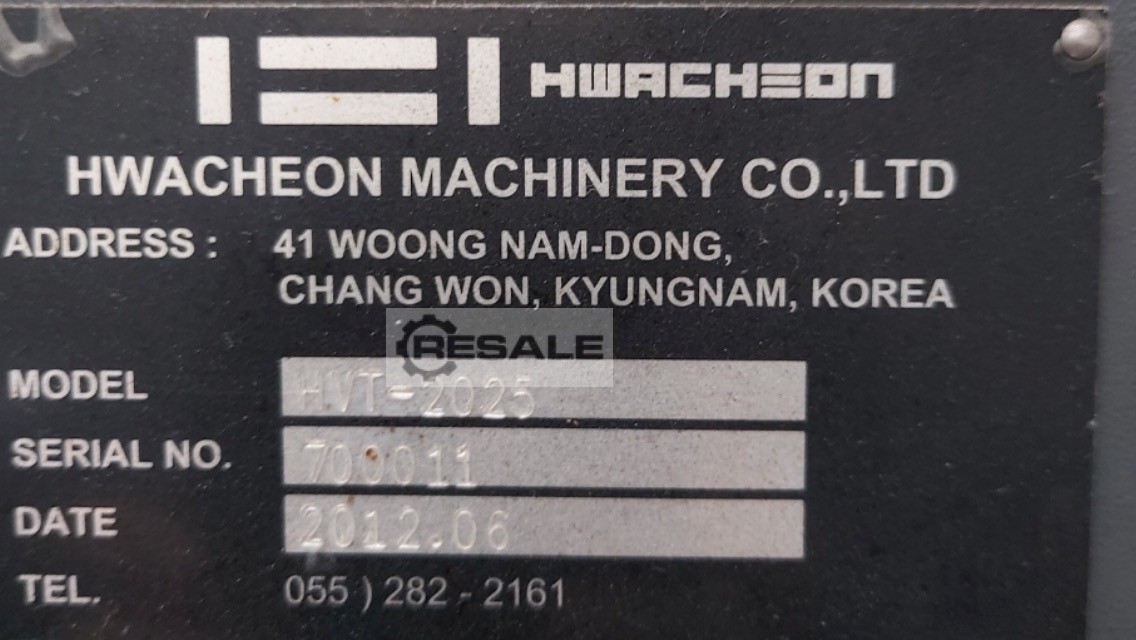 HWACHEON
HWACHEON MACHINERY CO.,LTD
ADDRESS : 41 WOONG NAM-DONG,
CHANG WON, KYUNGNAM, KOREA
RESALE
MODEL HVT-2025
SERIAL NO. 700011
DATE 2012.06
TEL. 055 ) 282 - 2161